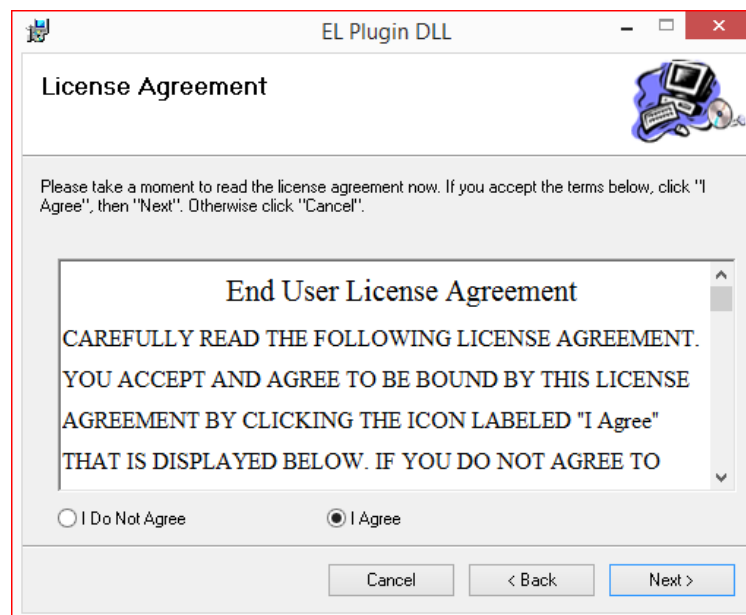 EL Plugin DLL
License Agreement
Please take a moment to read the license agreement now. If you accept the terms below, click "I
Agree", then "Next". Otherwise click "Cancel".
End User License Agreement
CAREFULLY READ THE FOLLOWING LICENSE AGREEMENT.
YOU ACCEPT AND AGREE TO BE BOUND BY THIS LICENSE
AGREEMENT BY CLICKING THE ICON LABELED "I Agree"
THAT IS DISPLAYED BELOW. IF YOU DO NOT AGREE TO
I Do Not Agree
I Agree
Cancel
< Back
Next >